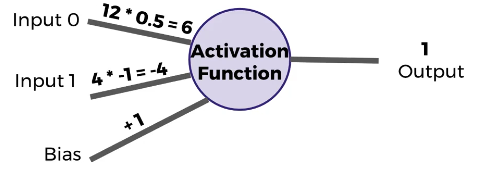 Input 0
12 * 0.5 = 6
Activation
Function
1
Output
Input 1
4 * -1 = -4
+1
Bias